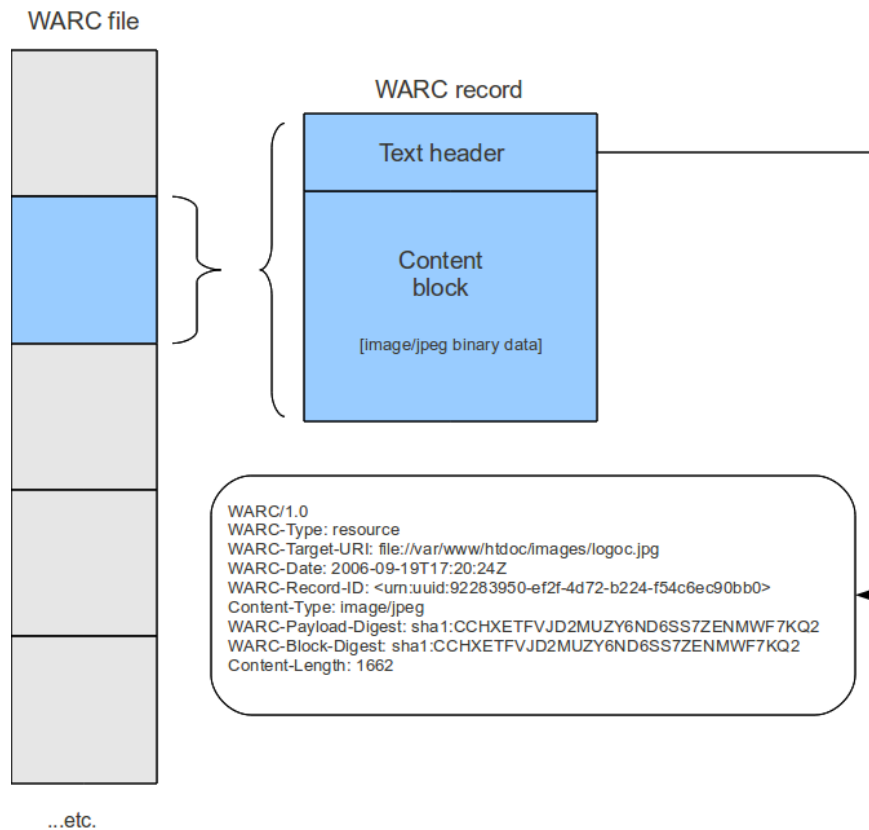 WARC file
WARC record
Text header
Content
block
[image/jpeg binary data]
WARC/1.0
WARC-Type: resource
WARC-Target-URI: file://var/www/htdoc/images/logoc.jpg
WARC-Date: 2006-09-19T17:20:24Z
WARC-Record-ID: <urn:uuid:92283950-ef2f-4d72-b224-f54c6ec90bb0>
Content-Type: image/jpeg
WARC-Payload-Digest: sha1:CCHXETFVJD2MUZY6ND6SS7ZENMWF7KQ2
WARC-Block-Digest: sha1:CCHXETFVJD2MUZY6ND6SS7ZENMWF7KQ2
Content-Length: 1662
...etc.